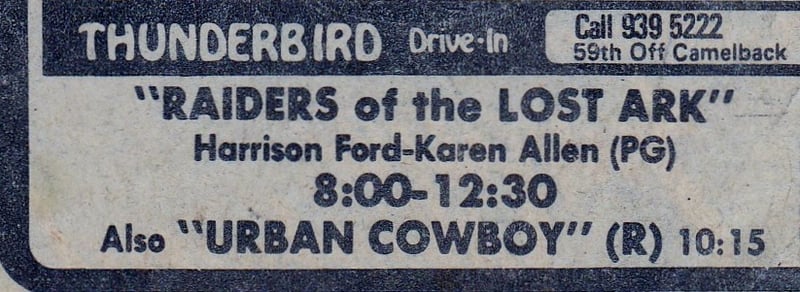 THUNDERBIRD Drive-In Call 939 5222
59th Off Camelback
"RAIDERS of the LOST ARK"
Harrison Ford-Karen Allen (PG)
8:00-12:30
Also "URBAN COWBOY" (R) 10:15